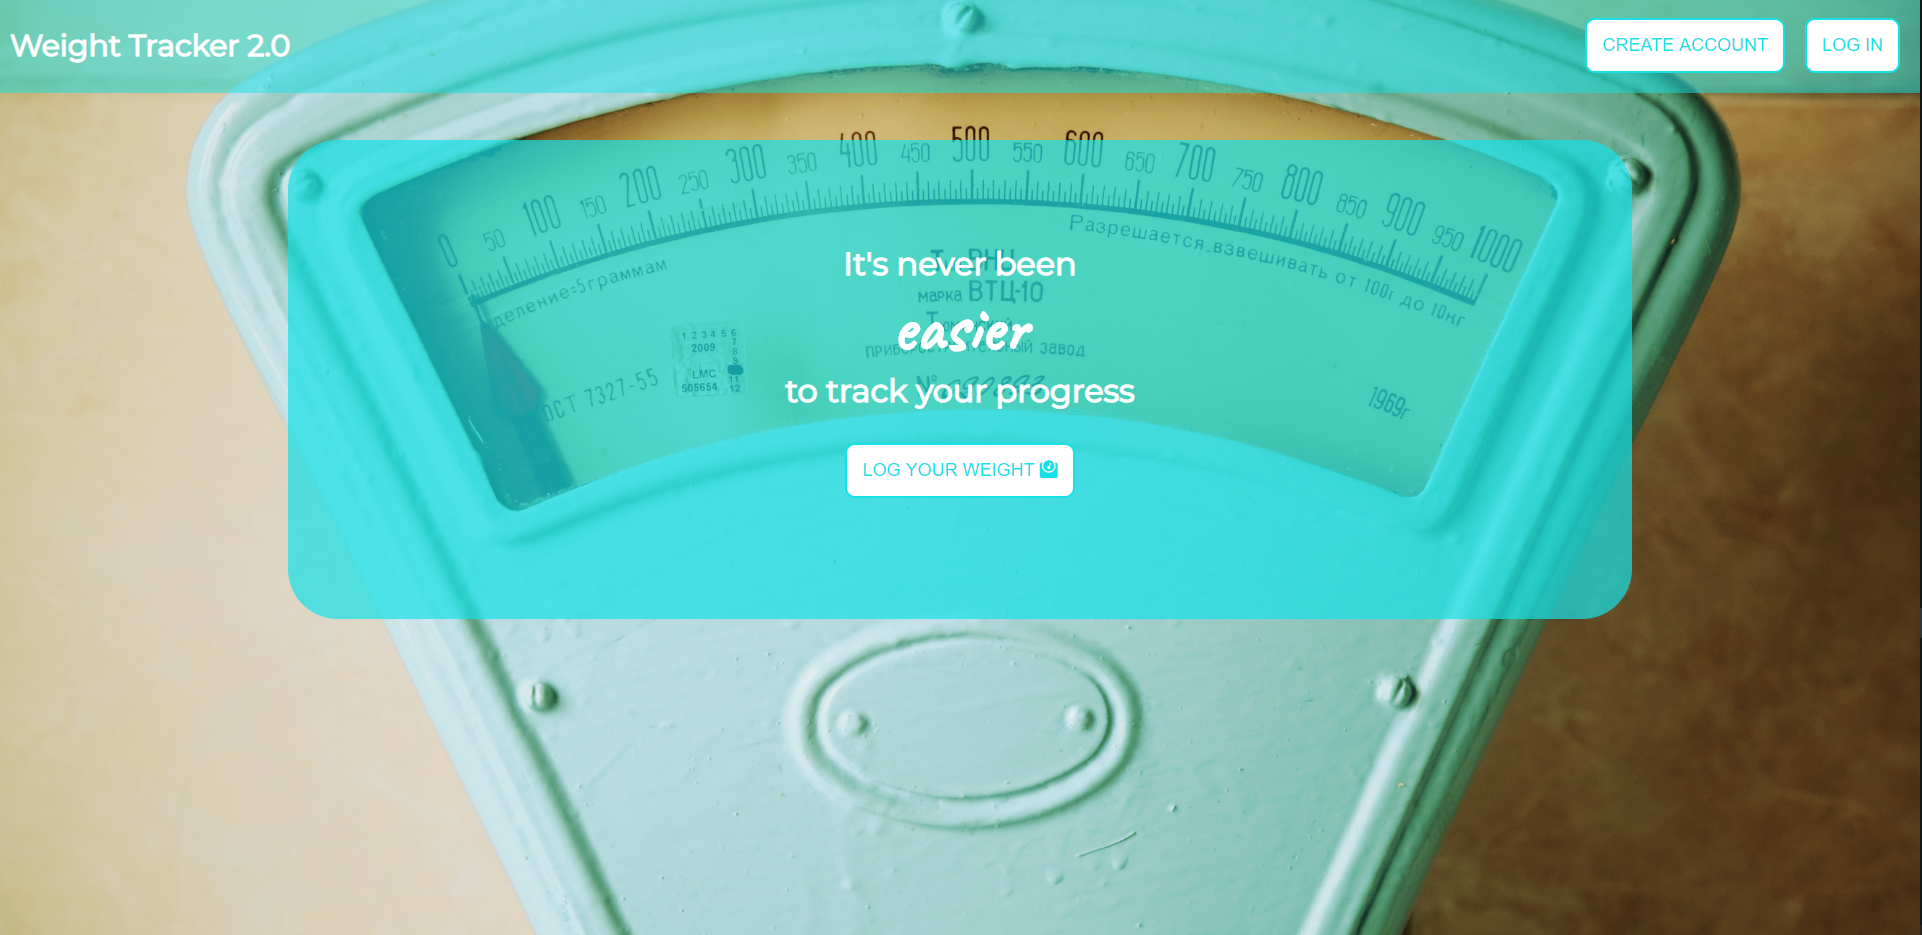 Weight Tracker 2.0
CREATE ACCOUNT
LOG IN
0 50 100 150 200 250 300 350 400 450 500 550 600 650 700 750 800 850 900 950 1000
деление=5граммам
Разрешается взвешивать от 100г до 10кг
It's never been
марка ВТЦ-10
easier
завод
to track your progress
1 2 3 4 5 6
7
2009
8
9
LMC
11
505654
12
7327-55
№
1969г
LOG YOUR WEIGHT